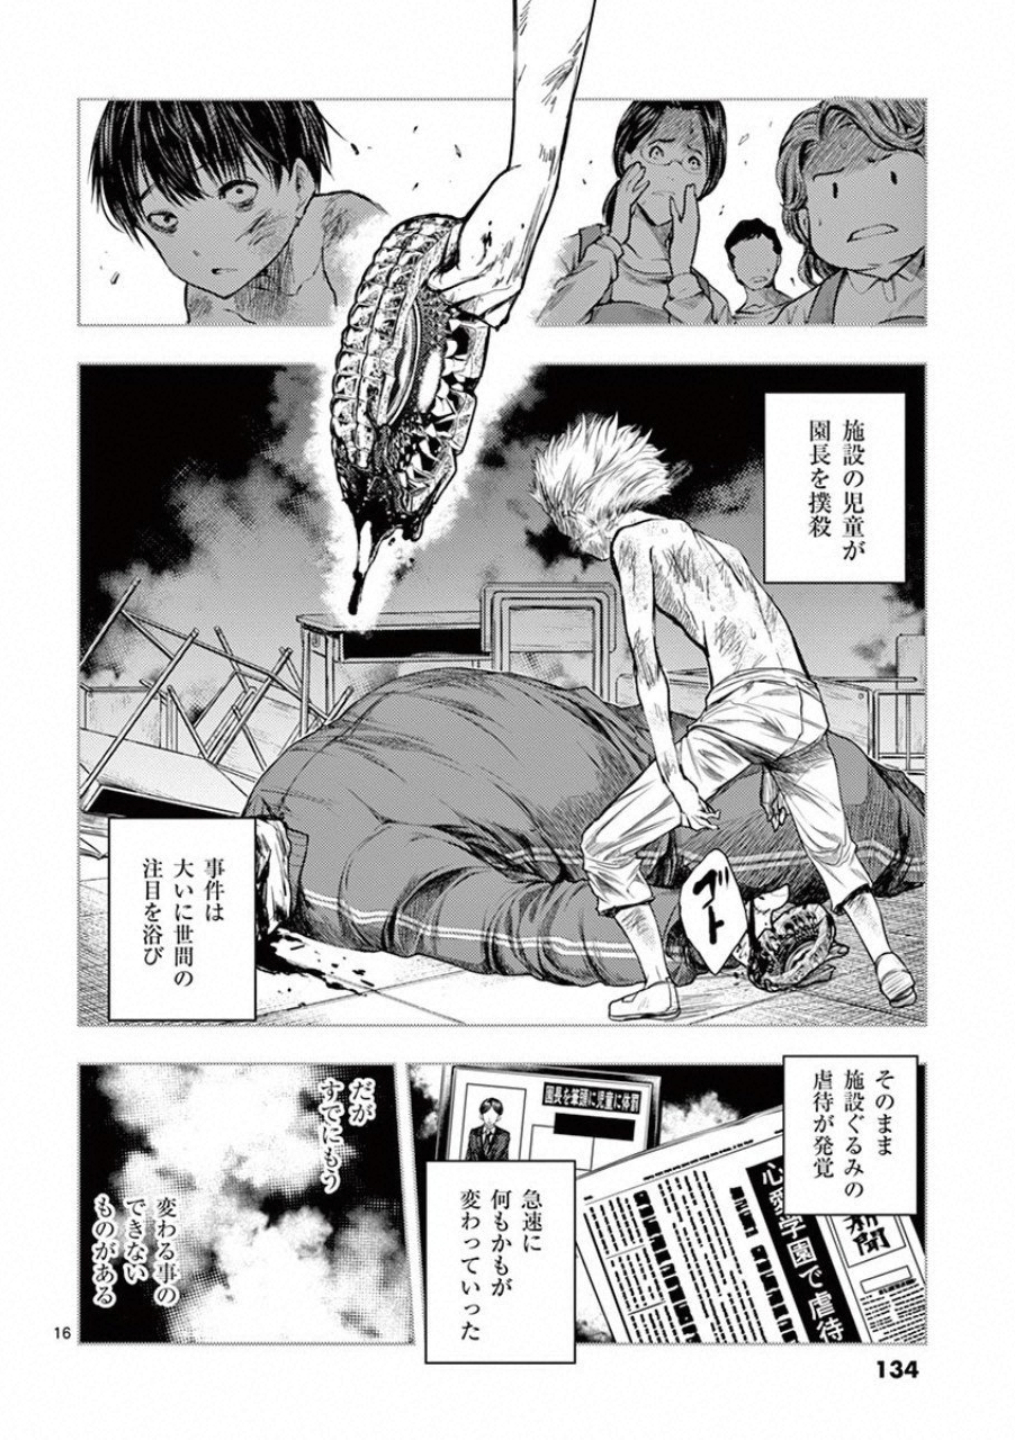 施設の児童が
園長を撲殺
ゴト
事件は
大いに世間の
注目を浴び
そのまま
施設ぐるみの
虐待が発覚
園長を筆頭に児童に体罰
新聞
心愛学園で虐待
急速に
何もかもが
変わっていった
だが
すでにもう
変わる事の
できない
ものがある
16
134